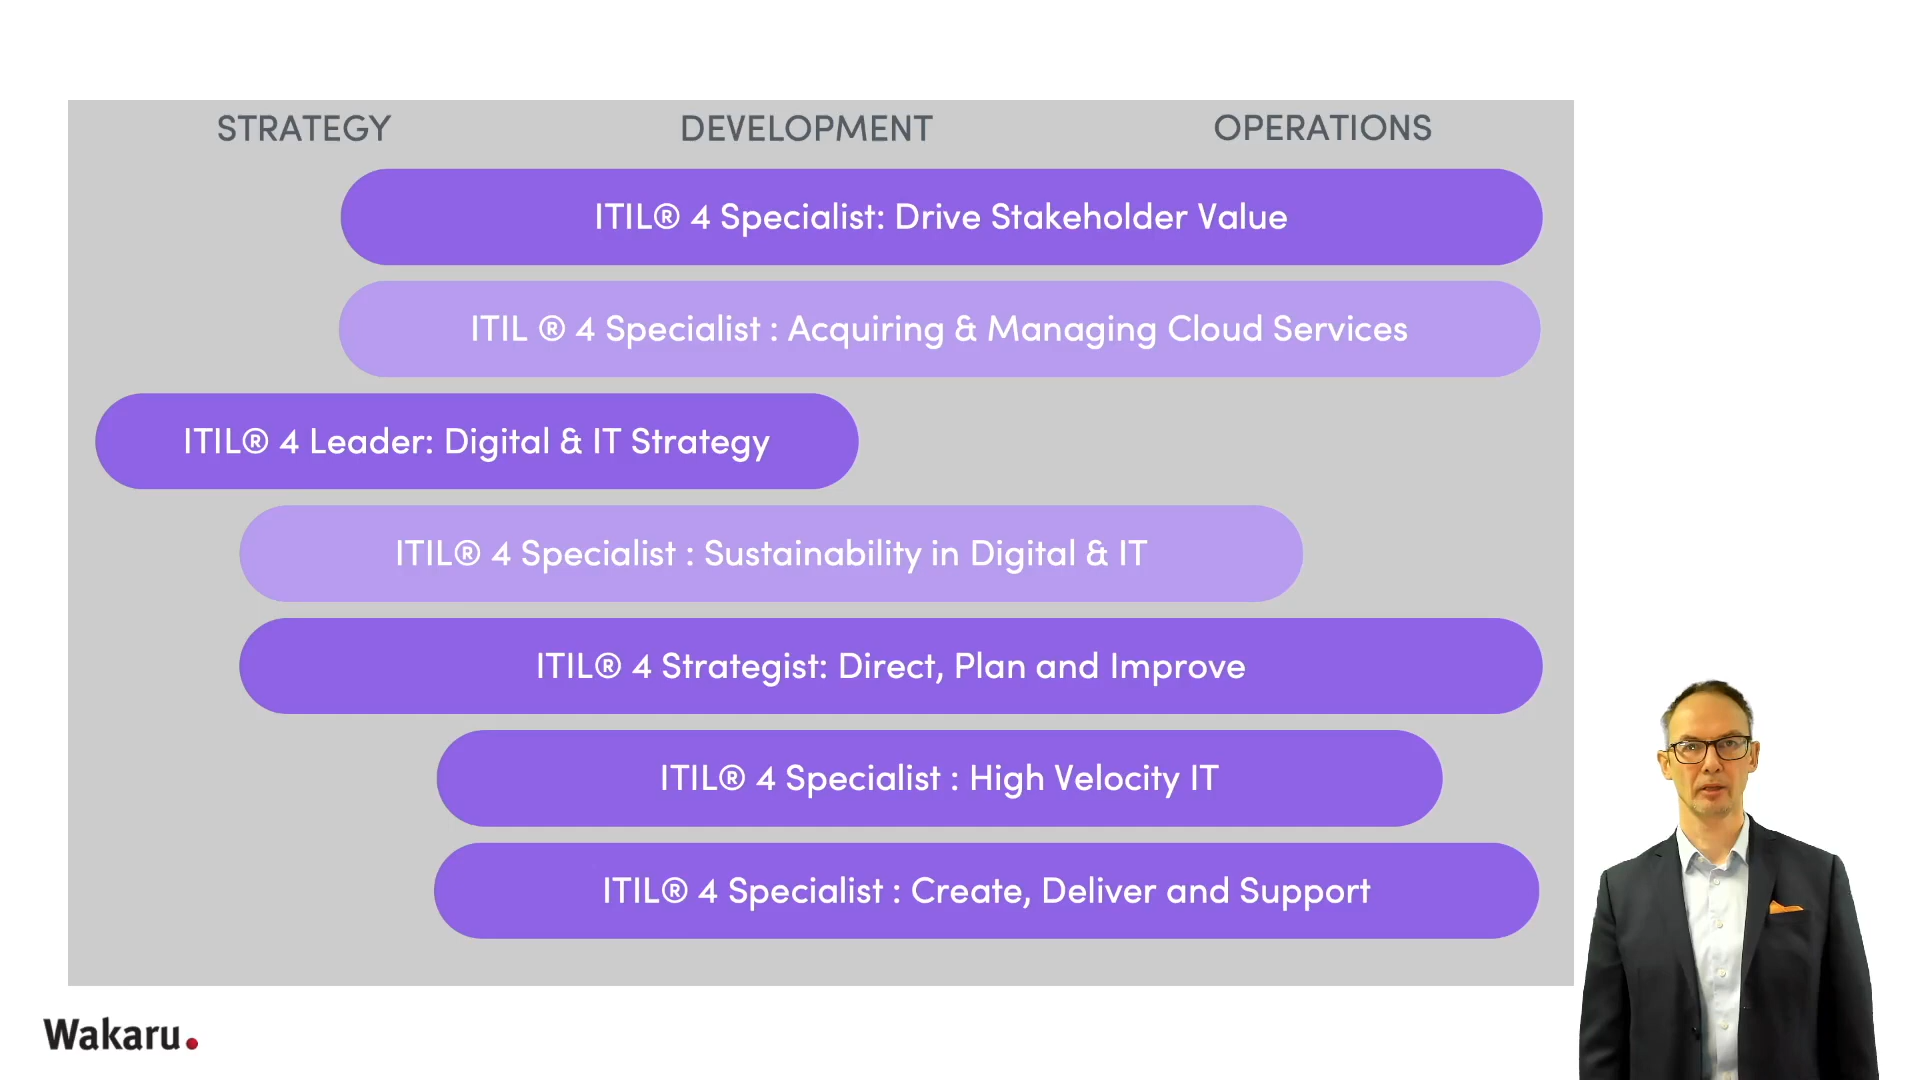 STRATEGY DEVELOPMENT OPERATIONS
ITIL® 4 Specialist: Drive Stakeholder Value
ITIL ® 4 Specialist : Acquiring & Managing Cloud Services
ITIL® 4 Leader: Digital & IT Strategy
ITIL® 4 Specialist : Sustainability in Digital & IT
ITIL® 4 Strategist: Direct, Plan and Improve
ITIL® 4 Specialist : High Velocity IT
ITIL® 4 Specialist : Create, Deliver and Support
Wakaru.